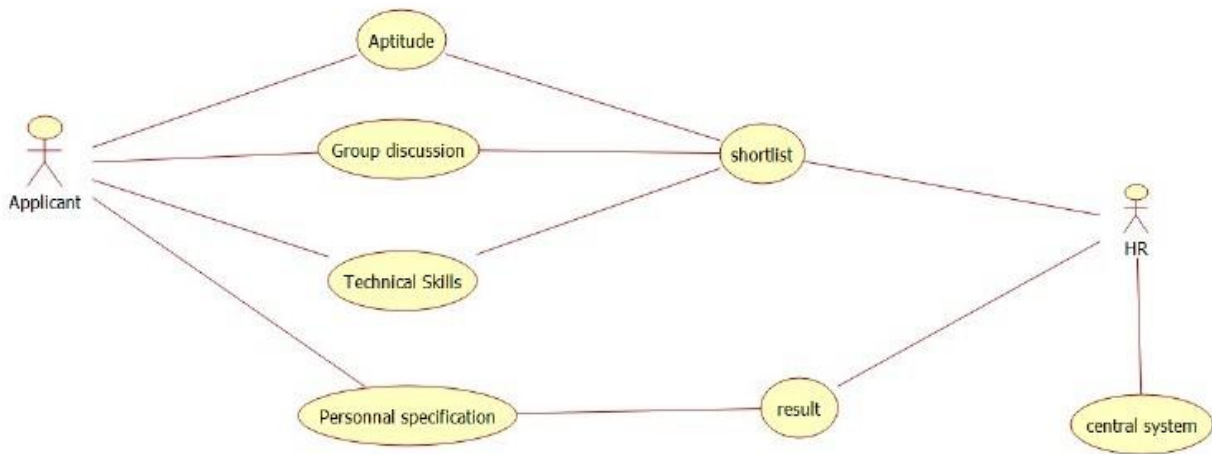 Aptitude
Group discussion
shortlist
Applicant
HR
Technical Skills
Personnal specification
result
central system